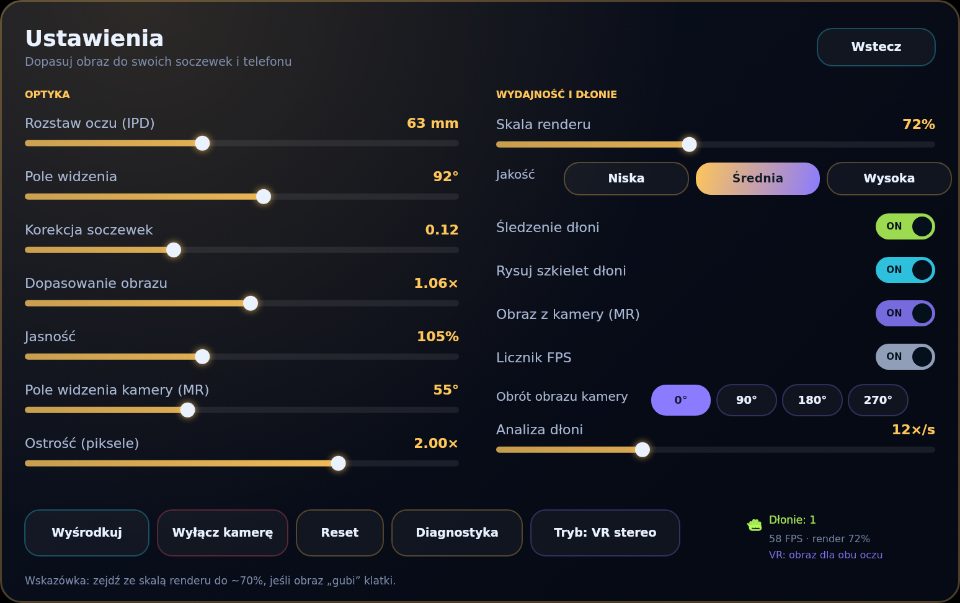 Ustawienia
Dopasuj obraz do swoich soczewek i telefonu
Wstecz
OPTYKA
Rozstaw oczu (IPD) 63 mm
Pole widzenia 92°
Korekcja soczewek 0.12
Dopasowanie obrazu 1.06×
Jasność 105%
Pole widzenia kamery (MR) 55°
Ostrość (piksele) 2.00×
WYDAJNOŚĆ I DŁONIE
Skala renderu 72%
Jakość Niska Średnia Wysoka
Śledzenie dłoni ON
Rysuj szkielet dłoni ON
Obraz z kamery (MR) ON
Licznik FPS ON
Obrót obrazu kamery 0° 90° 180° 270°
Analiza dłoni 12×/s
Wyśrodkuj Wyłącz kamerę Reset Diagnostyka Tryb: VR stereo
Dłonie: 1
58 FPS · render 72%
VR: obraz dla obu oczu
Wskazówka: zejdź ze skalą renderu do ~70%, jeśli obraz „gubi” klatki.